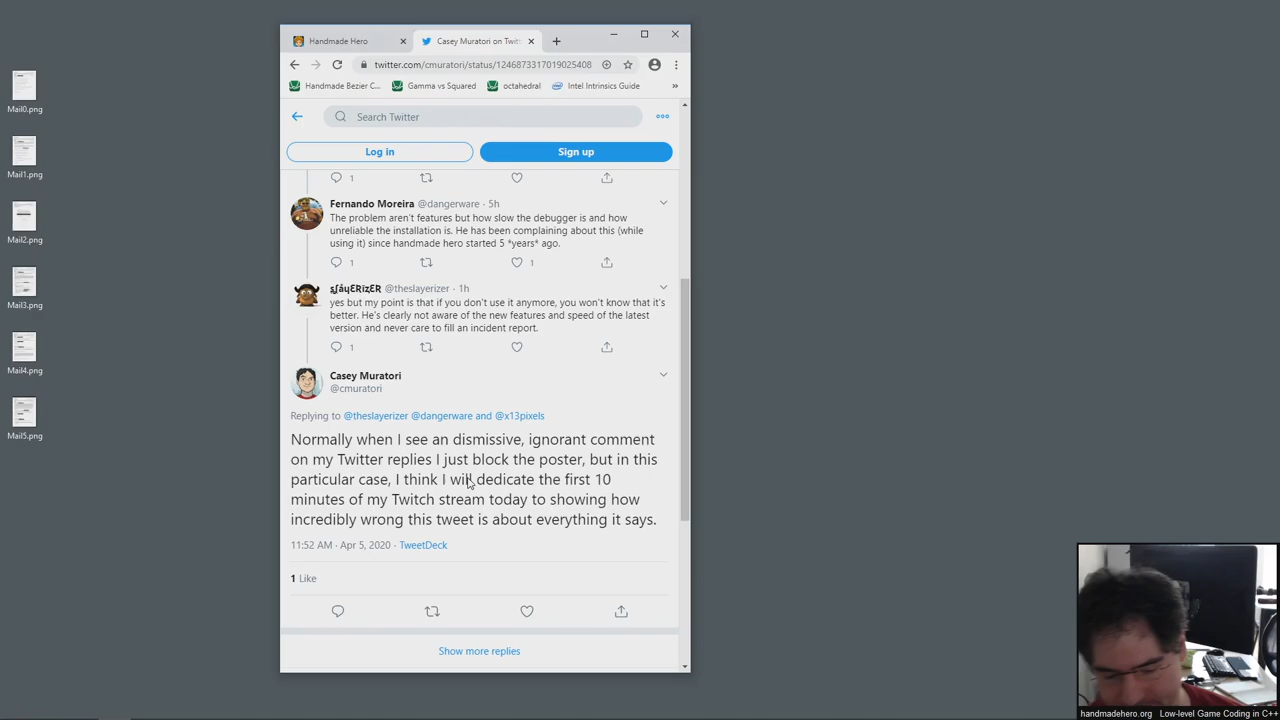 Handmade Hero
Casey Muratori on Twitt
twitter.com/cmuratori/status/1246873317019025408
Handmade Bezier C...
Gamma vs Squared
octahedral
Intel Intrinsics Guide
»
Search Twitter
Log in
Sign up
1
Fernando Moreira @dangerware · 5h
The problem aren't features but how slow the debugger is and how
unreliable the installation is. He has been complaining about this (while
using it) since handmade hero started 5 *years* ago.
1 1
@theslayerizer · 1h
yes but my point is that if you don't use it anymore, you won't know that it's
better. He's clearly not aware of the new features and speed of the latest
version and never care to fill an incident report.
1
Casey Muratori
@cmuratori
Replying to @theslayerizer @dangerware and @x13pixels
Normally when I see an dismissive, ignorant comment
on my Twitter replies I just block the poster, but in this
particular case, I think I will dedicate the first 10
minutes of my Twitch stream today to showing how
incredibly wrong this tweet is about everything it says.
11:52 AM · Apr 5, 2020 · TweetDeck
1 Like
Show more replies
Mail0.png
Mail1.png
Mail2.png
Mail3.png
Mail4.png
Mail5.png
handmadehero.org Low-level Game Coding in C++